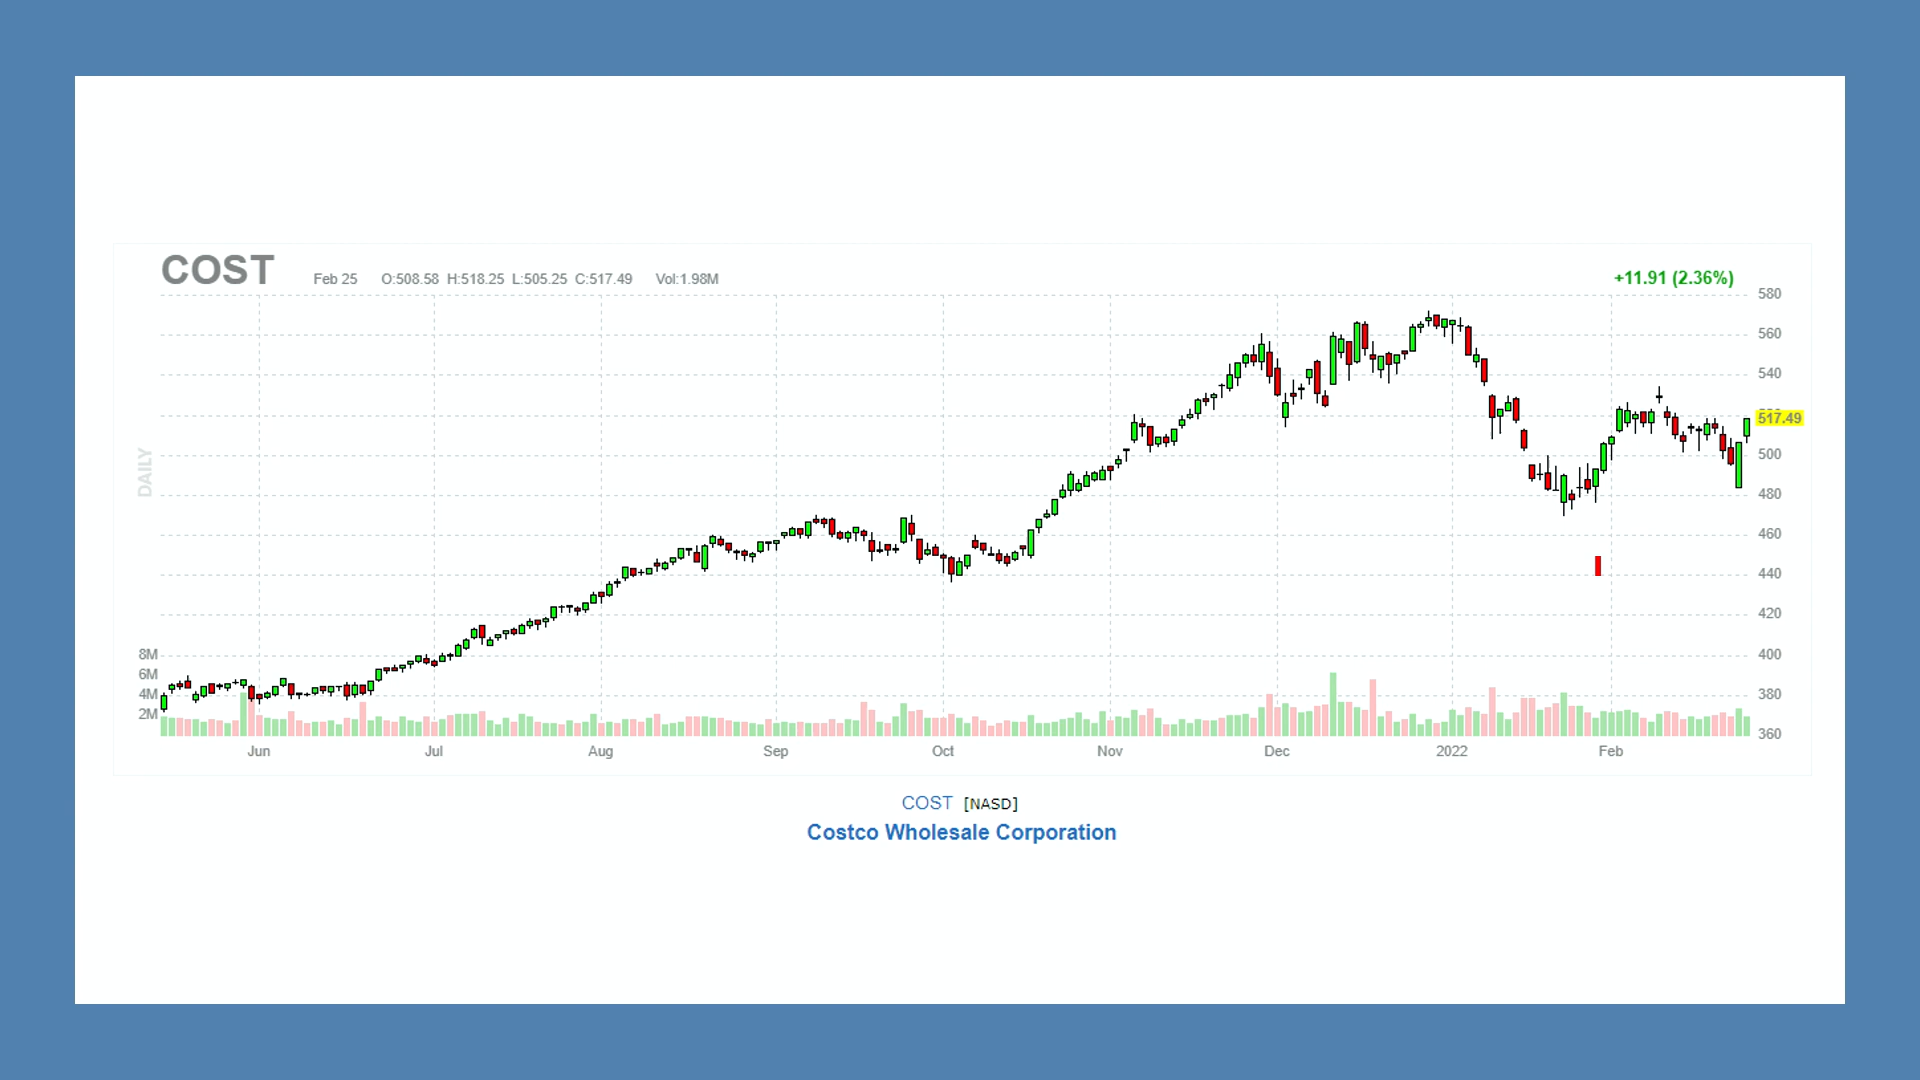 COST Feb 25 O:508.58 H:518.25 L:505.25 C:517.49 Vol:1.98M +11.91 (2.36%)
580
560
540
517.49
500
DAILY
480
460
440
420
8M 400
6M
4M 380
2M
360
Jun Jul Aug Sep Oct Nov Dec 2022 Feb
COST [NASD]
Costco Wholesale Corporation